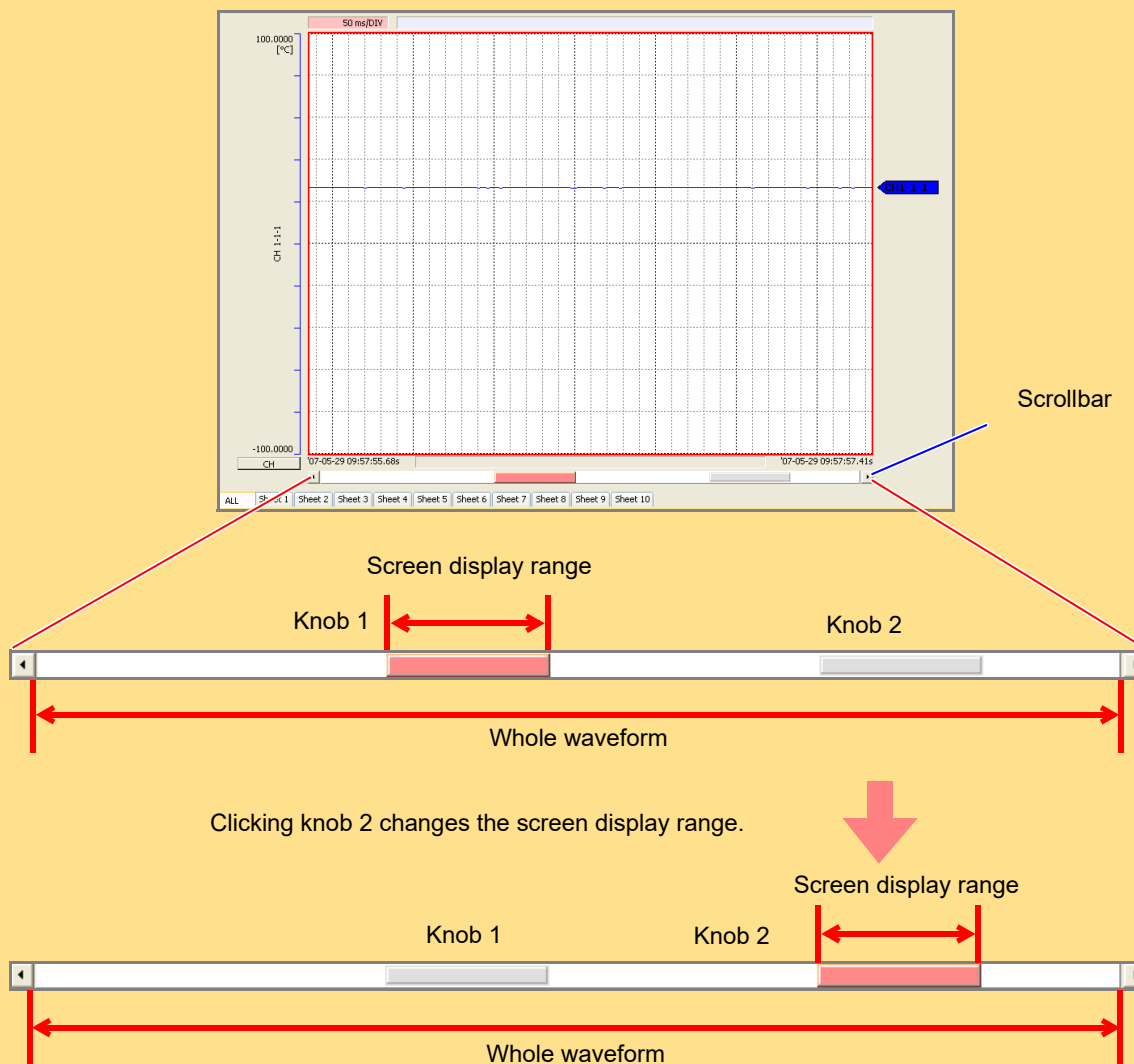 50 ms/DIV
100.0000
[°C]
CH 1-1-1
CH1 1-1
Scrollbar
-100.0000
CH
'07-05-29 09:57:55.68s
'07-05-29 09:57:57.41s
ALL Sheet 1 Sheet 2 Sheet 3 Sheet 4 Sheet 5 Sheet 6 Sheet 7 Sheet 8 Sheet 9 Sheet 10
Screen display range
Knob 1
Knob 2
Whole waveform
Clicking knob 2 changes the screen display range.
Screen display range
Knob 1
Knob 2
Whole waveform